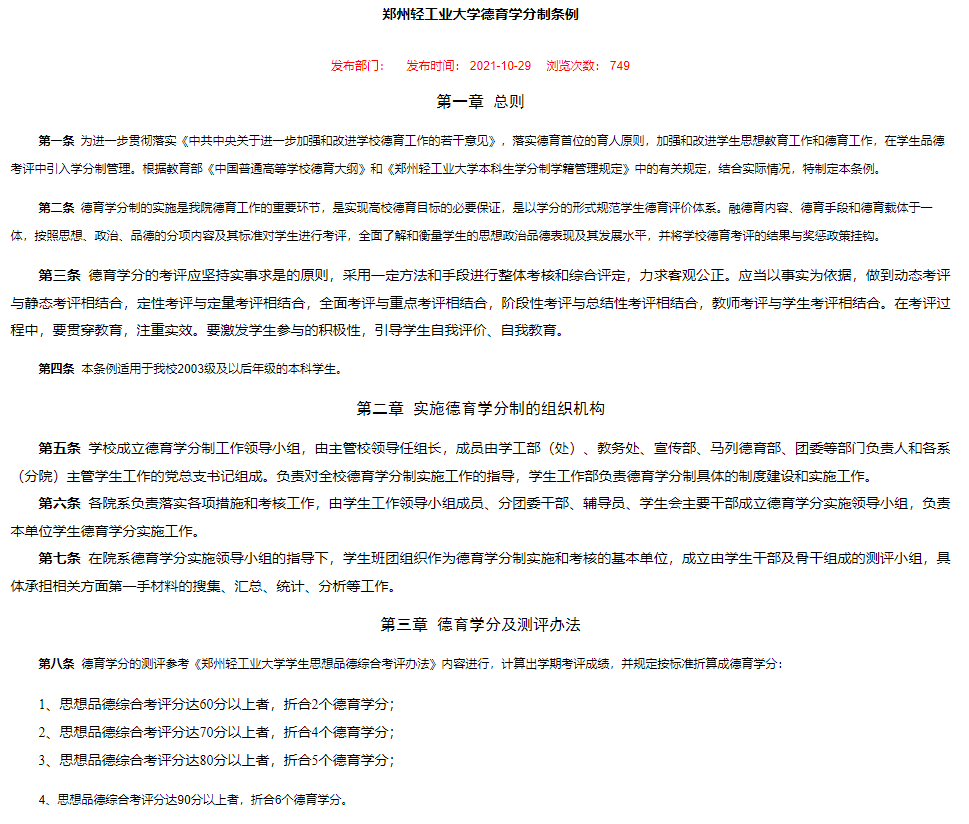 郑州轻工业大学德育学分制条例
发布部门： 发布时间： 2021-10-29 浏览次数： 749
第一章 总则
第一条 为进一步贯彻落实《中共中央关于进一步加强和改进学校德育工作的若干意见》，落实德育首位的育人原则，加强和改进学生思想教育工作和德育工作，在学生品德
考评中引入学分制管理。根据教育部《中国普通高等学校德育大纲》和《郑州轻工业大学本科生学分制学籍管理规定》中的有关规定，结合实际情况，特制定本条例。
第二条 德育学分制的实施是我院德育工作的重要环节，是实现高校德育目标的必要保证，是以学分的形式规范学生德育评价体系。融德育内容、德育手段和德育载体于一
体，按照思想、政治、品德的分项内容及其标准对学生进行考评，全面了解和衡量学生的思想政治品德表现及其发展水平，并将学校德育考评的结果与奖惩政策挂钩。
第三条 德育学分的考评应坚持实事求是的原则，采用一定方法和手段进行整体考核和综合评定，力求客观公正。应当以事实为依据，做到动态考评
与静态考评相结合，定性考评与定量考评相结合，全面考评与重点考评相结合，阶段性考评与总结性考评相结合，教师考评与学生考评相结合。在考评过
程中，要贯穿教育，注重实效。要激发学生参与的积极性，引导学生自我评价、自我教育。
第四条 本条例适用于我校2003级及以后年级的本科学生。
第二章 实施德育学分制的组织机构
第五条 学校成立德育学分制工作领导小组，由主管校领导任组长，成员由学工部（处）、教务处、宣传部、马列德育部、团委等部门负责人和各系
（分院）主管学生工作的党总支书记组成。负责对全校德育学分制实施工作的指导，学生工作部负责德育学分制具体的制度建设和实施工作。
第六条 各院系负责落实各项措施和考核工作，由学生工作领导小组成员、分团委干部、辅导员、学生会主要干部成立德育学分实施领导小组，负责
本单位学生德育学分实施工作。
第七条 在院系德育学分实施领导小组的指导下，学生班团组织作为德育学分制实施和考核的基本单位，成立由学生干部及骨干组成的测评小组，具
体承担相关方面第一手材料的搜集、汇总、统计、分析等工作。
第三章 德育学分及测评办法
第八条 德育学分的测评参考《郑州轻工业大学学生思想品德综合考评办法》内容进行，计算出学期考评成绩，并规定按标准折算成德育学分：
1、思想品德综合考评分达60分以上者，折合2个德育学分；
2、思想品德综合考评分达70分以上者，折合4个德育学分；
3、思想品德综合考评分达80分以上者，折合5个德育学分；
4、思想品德综合考评分达90分以上者，折合6个德育学分。